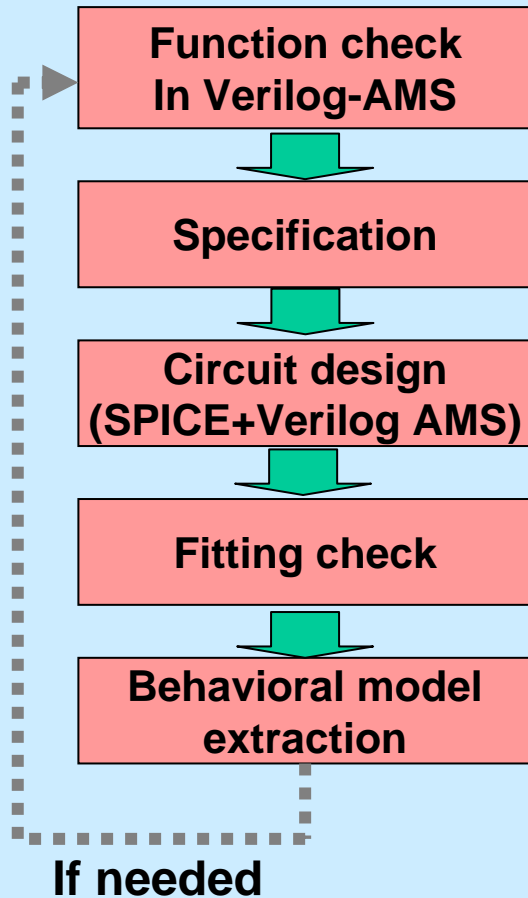 Function check
In Verilog-AMS
Specification
Circuit design
(SPICE+Verilog AMS)
Fitting check
Behavioral model
extraction
If needed